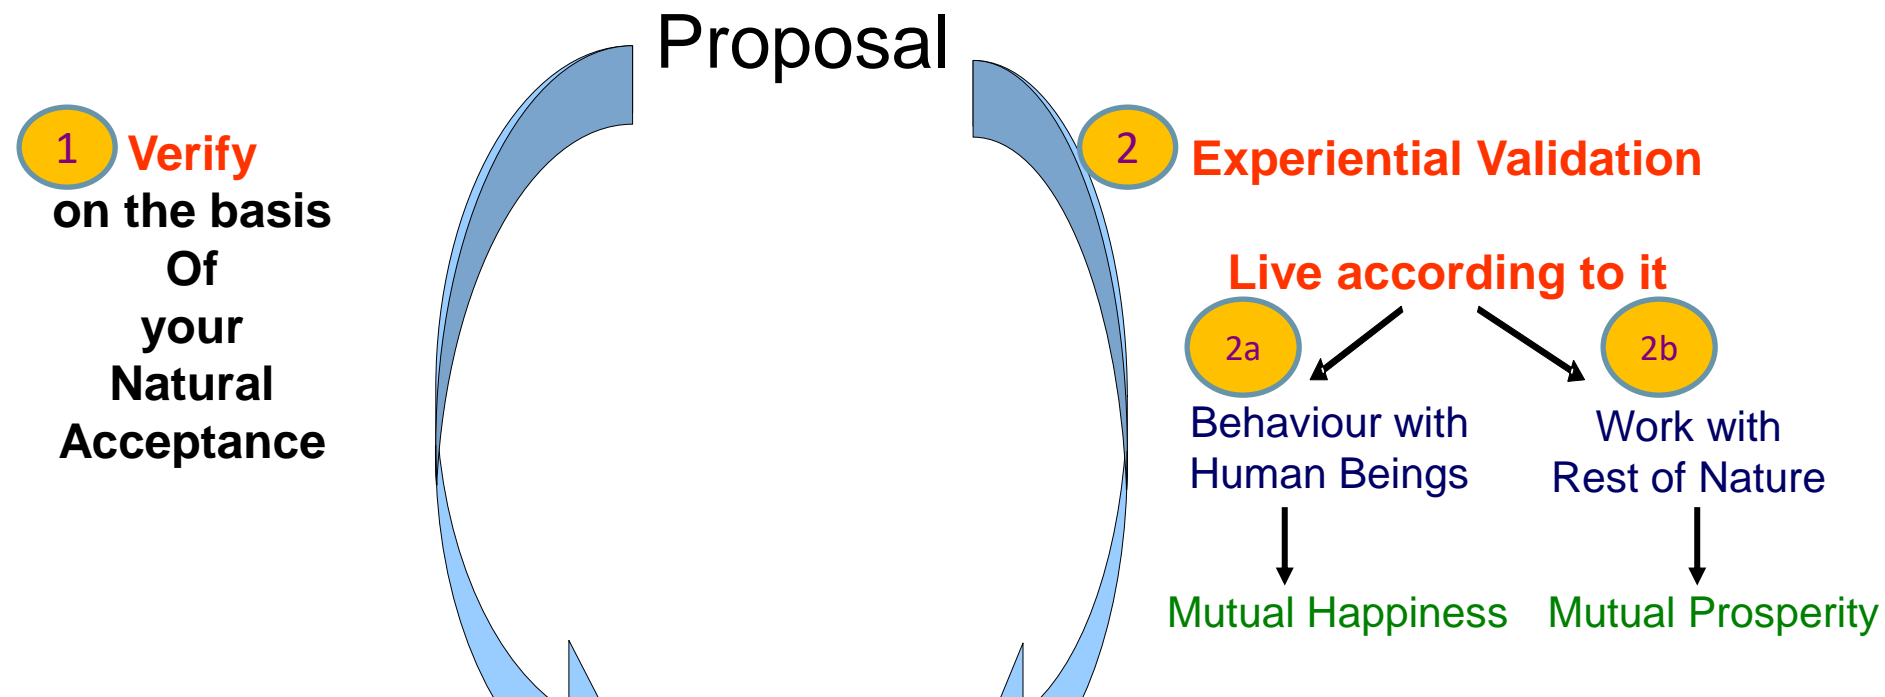 Proposal
1 Verify
on the basis
Of
your
Natural
Acceptance
2 Experiential Validation
Live according to it
2a
Behaviour with
Human Beings
Mutual Happiness
2b
Work with
Rest of Nature
Mutual Prosperity